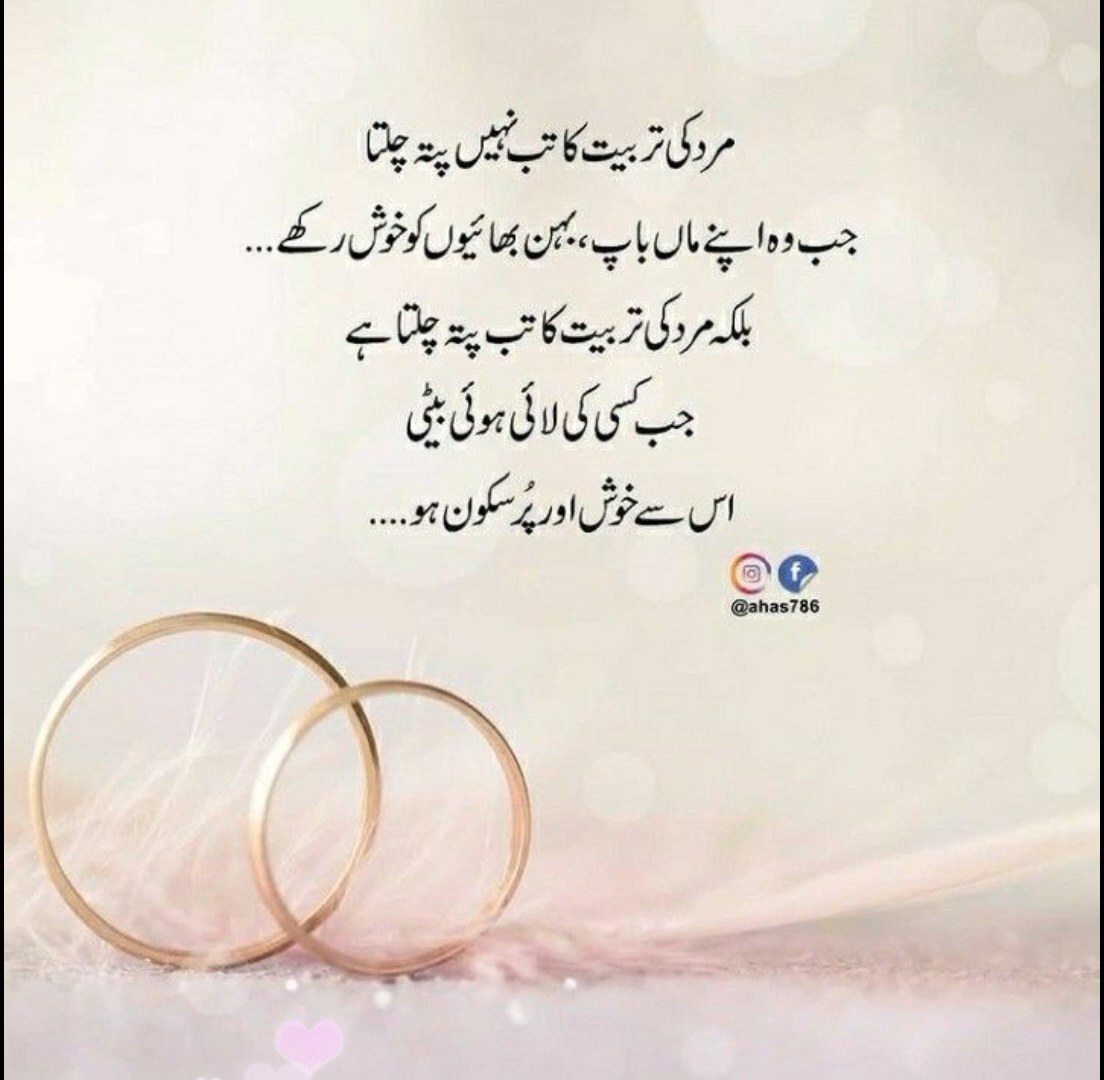 مرد کی تربیت کا تب نہیں پتہ چلتا
جب وہ اپنے ماں باپ، بہن بھائیوں کو خوش رکھے...
بلکہ مرد کی تربیت کا تب پتہ چلتا ہے
جب کسی کی لائی ہوئی بیٹی
اس سے خوش اور پُرسکون ہو....
@ahas786